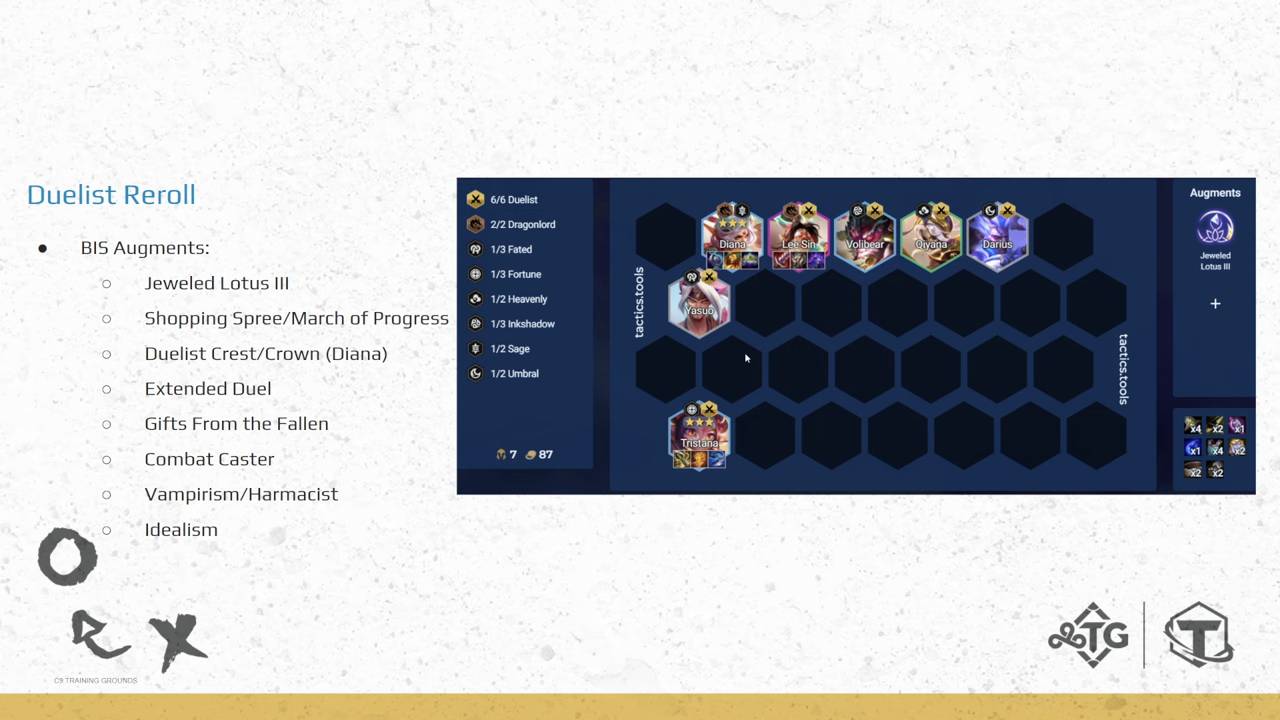 Duelist Reroll
BIS Augments:
Jeweled Lotus III
Shopping Spree/March of Progress
Duelist Crest/Crown (Diana)
Extended Duel
Gifts From the Fallen
Combat Caster
Vampirism/Harmacist
Idealism
C9 TRAINING GROUNDS
6/6 Duelist
2/2 Dragonlord
1/3 Fated
1/3 Fortune
1/2 Heavenly
1/3 Inkshadow
1/2 Sage
1/2 Umbral
7 87
tactics.tools
Diana
Lee Sin
Volibear
Qiyana
Darius
Yasuo
Tristana
tactics.tools
Augments
Jeweled
Lotus III
+
x4 x2 x1
x1 x4 x2
x2 x2
TG T